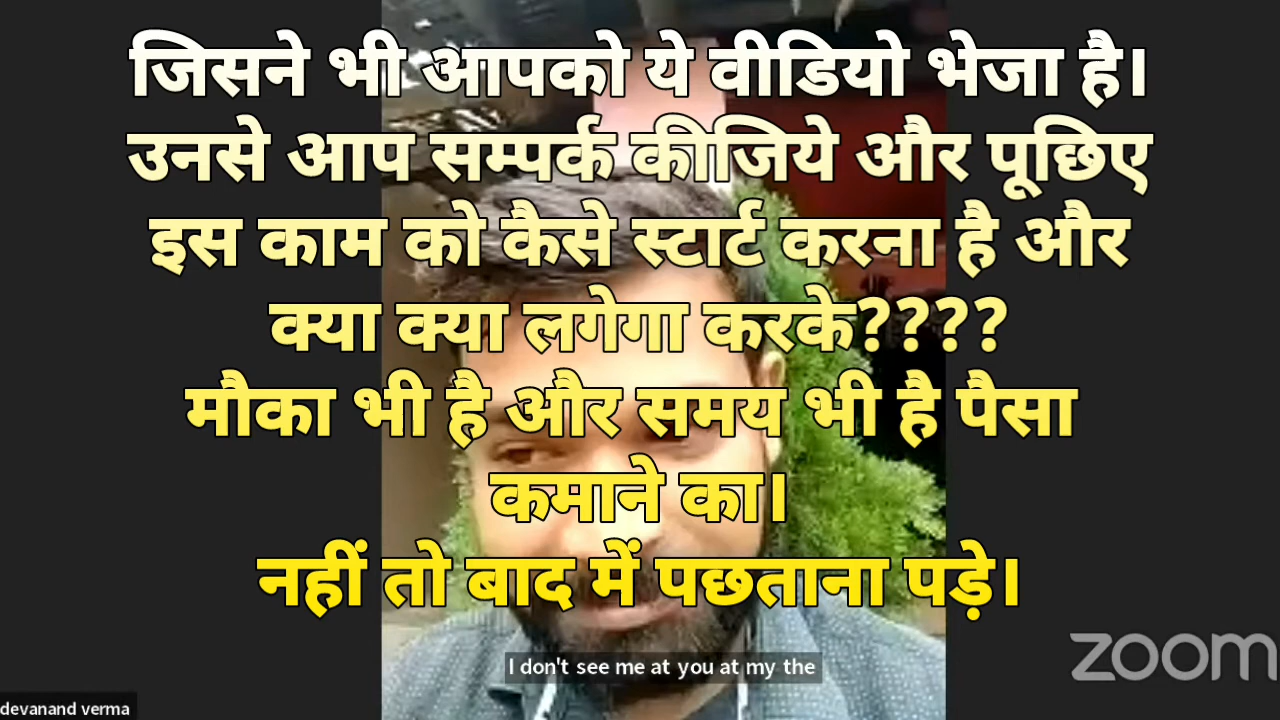 जिसने भी आपको ये वीडियो भेजा है।
उनसे आप सम्पर्क कीजिये और पूछिए
इस काम को कैसे स्टार्ट करना है और
क्या क्या लगेगा करके????
मौका भी है और समय भी है पैसा
कमाने का।
नहीं तो बाद में पछताना पड़े।
I don't see me at you at my the
zoom
devanand verma